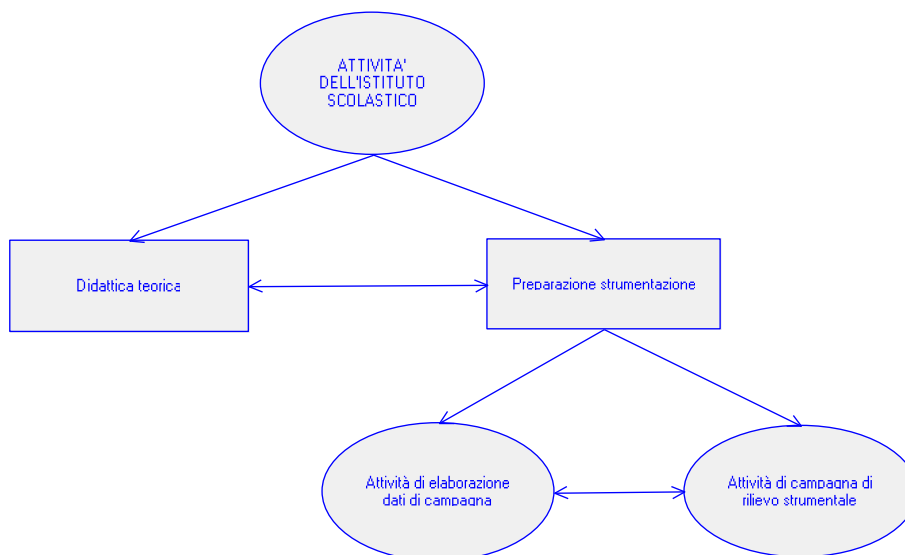 ATTIVITA'
DELL'ISTITUTO
SCOLASTICO
Didattica teorica
Preparazione strumentazione
Attività di elaborazione
dati di campagna
Attività di campagna di
rilievo strumentale